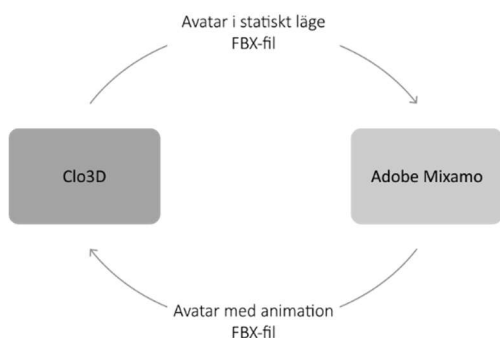 Avatar i statiskt läge
FBX-fil
Clo3D
Adobe Mixamo
Avatar med animation
FBX-fil